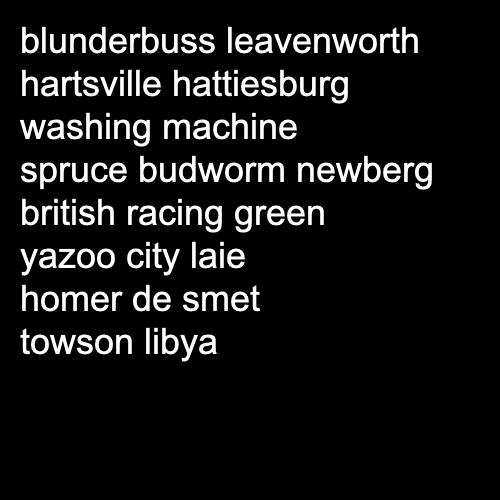 blunderbuss leavenworth
hartsville hattiesburg
washing machine
spruce budworm newberg
british racing green
yazoo city laie
homer de smet
towson libya